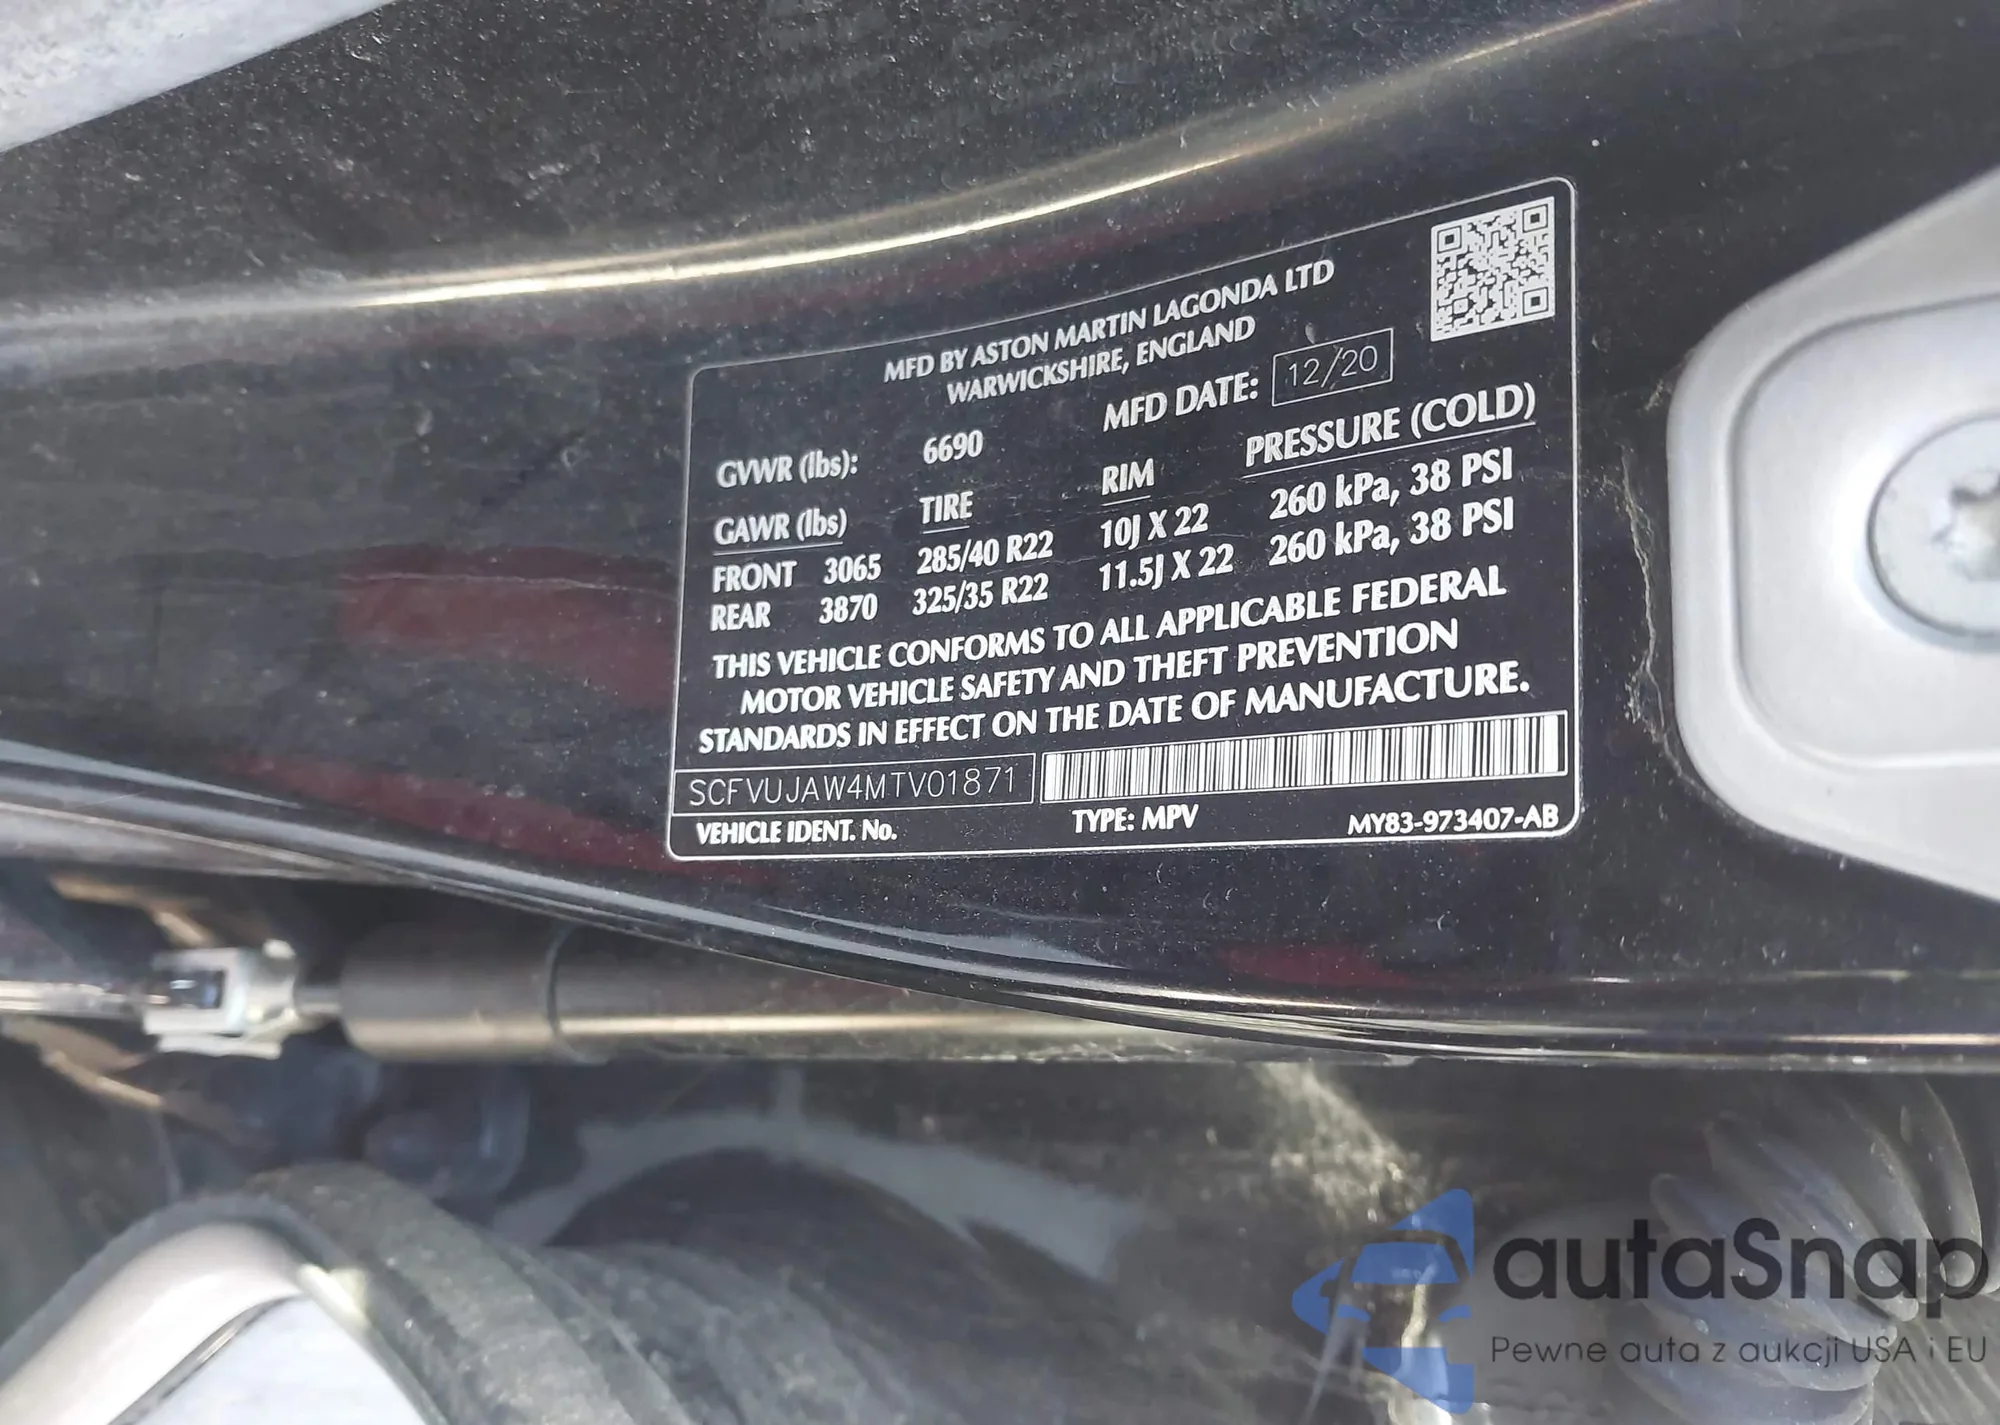 MFD BY ASTON MARTIN LAGONDA LTD
WARWICKSHIRE, ENGLAND
MFD DATE: 12/20
GVWR (lbs): 6690
GAWR (lbs) TIRE RIM PRESSURE (COLD)
FRONT 3065 285/40 R22 10J X 22 260 kPa, 38 PSI
REAR 3870 325/35 R22 11.5J X 22 260 kPa, 38 PSI
THIS VEHICLE CONFORMS TO ALL APPLICABLE FEDERAL
MOTOR VEHICLE SAFETY AND THEFT PREVENTION
STANDARDS IN EFFECT ON THE DATE OF MANUFACTURE.
SCFVUJAW4MTV01871
VEHICLE IDENT. No. TYPE: MPV MY83-973407-AB
autaSnap
Pewne auta z aukcji USA i EU